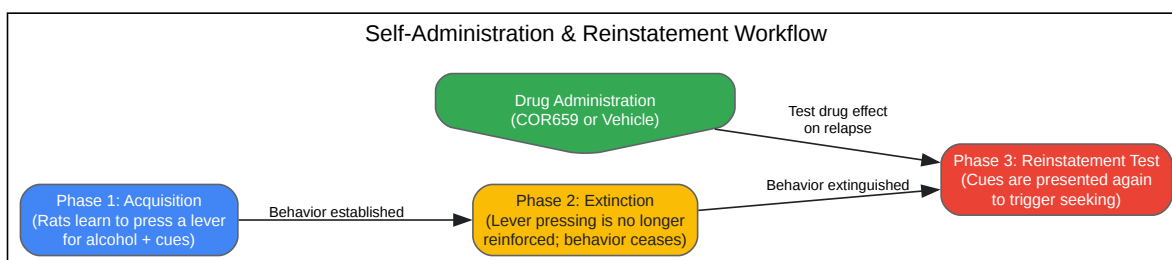 Self-Administration & Reinstatement Workflow
Drug Administration
(COR659 or Vehicle)
Test drug effect
on relapse
Phase 1: Acquisition
(Rats learn to press a lever
for alcohol + cues)
Behavior established
Phase 2: Extinction
(Lever pressing is no longer
reinforced; behavior ceases)
Behavior extinguished
Phase 3: Reinstatement Test
(Cues are presented again
to trigger seeking)